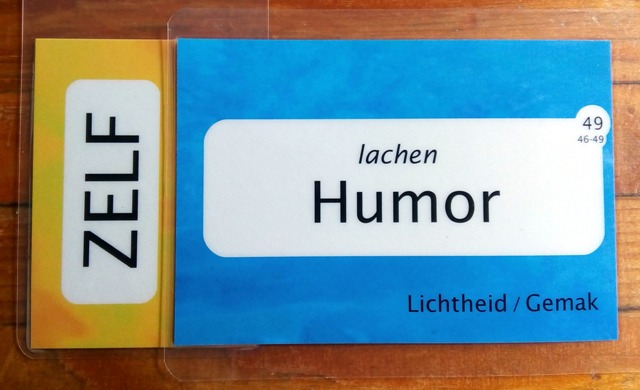 ZELF
lachen
Humor
49
46-49
Lichtheid / Gemak